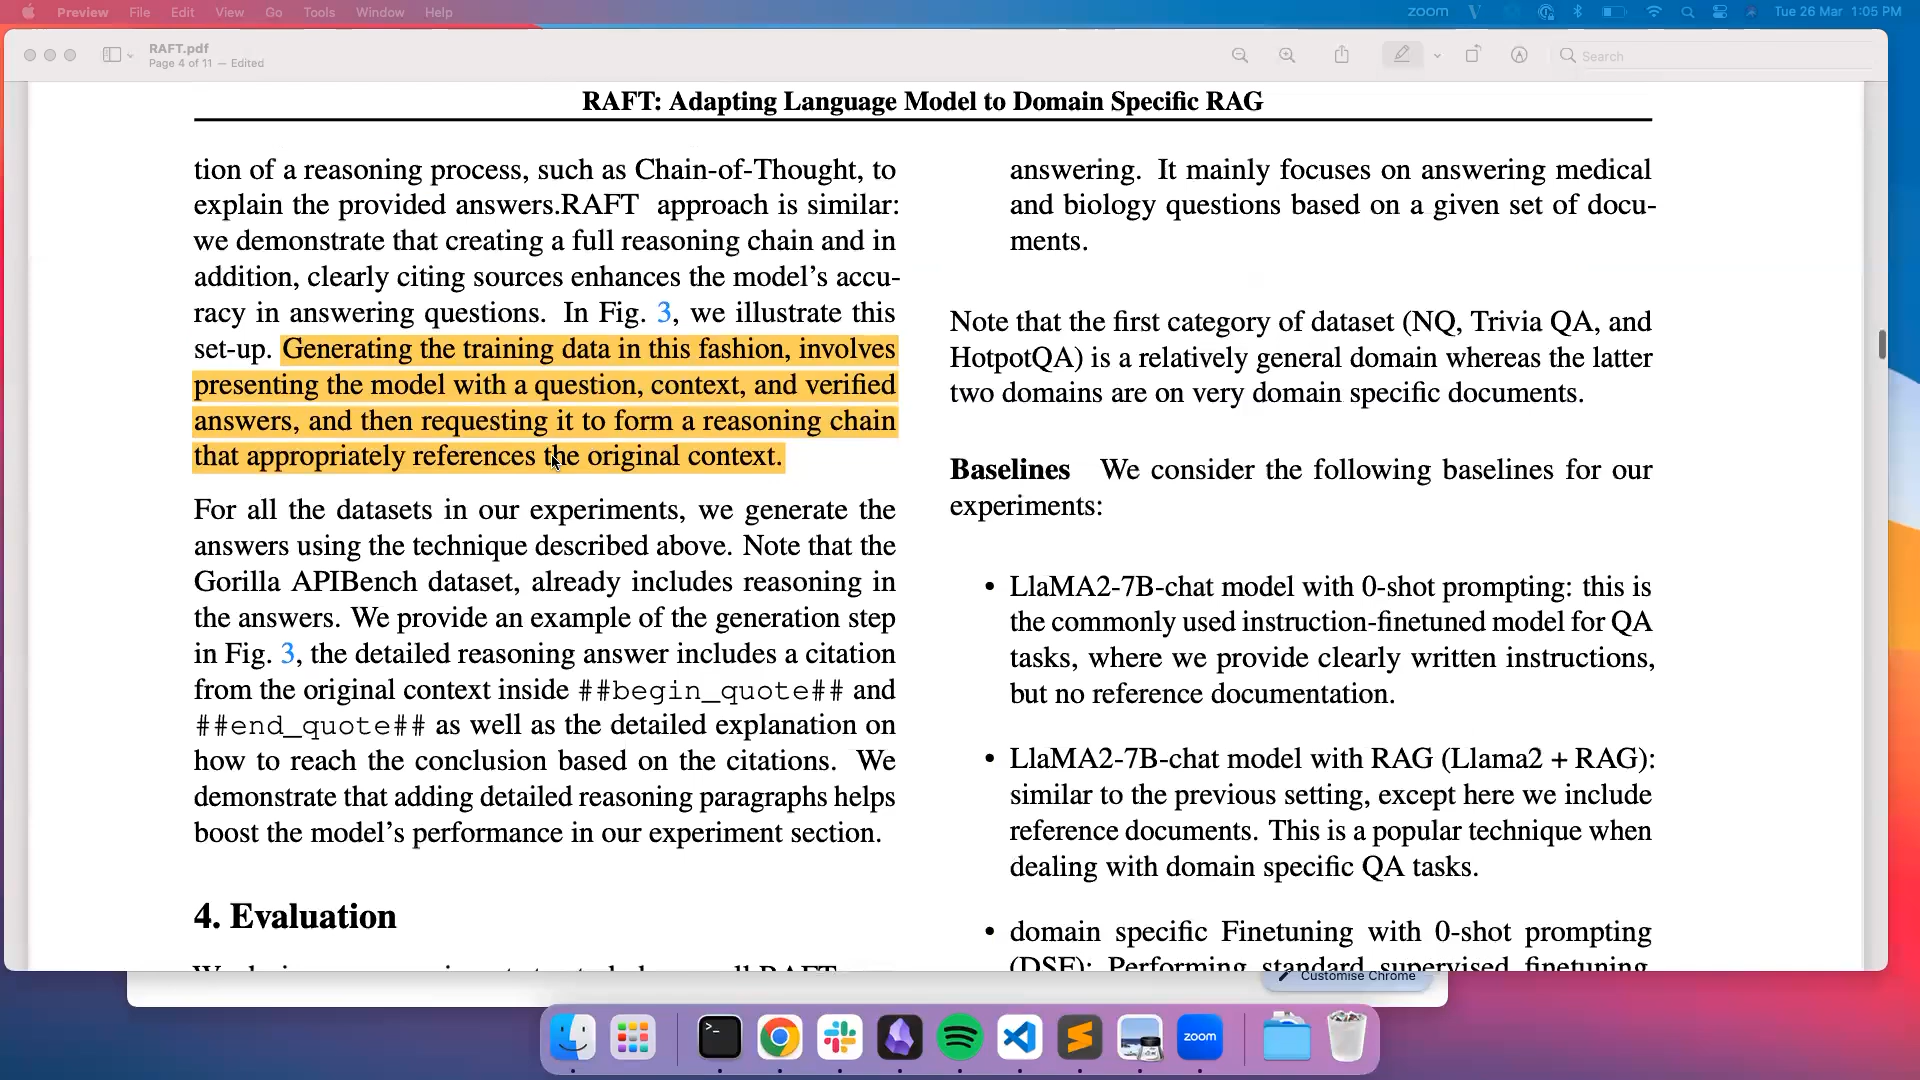 Preview File Edit View Go Tools Window Help
zoom Tue 26 Mar 1:05 PM
RAFT.pdf
Page 4 of 11 — Edited
Search
RAFT: Adapting Language Model to Domain Specific RAG
tion of a reasoning process, such as Chain-of-Thought, to
explain the provided answers.RAFT approach is similar:
we demonstrate that creating a full reasoning chain and in
addition, clearly citing sources enhances the model's accu-
racy in answering questions. In Fig. 3, we illustrate this
set-up. Generating the training data in this fashion, involves
presenting the model with a question, context, and verified
answers, and then requesting it to form a reasoning chain
that appropriately references the original context.
For all the datasets in our experiments, we generate the
answers using the technique described above. Note that the
Gorilla APIBench dataset, already includes reasoning in
the answers. We provide an example of the generation step
in Fig. 3, the detailed reasoning answer includes a citation
from the original context inside ##begin_quote## and
##end_quote## as well as the detailed explanation on
how to reach the conclusion based on the citations. We
demonstrate that adding detailed reasoning paragraphs helps
boost the model's performance in our experiment section.
4. Evaluation
answering. It mainly focuses on answering medical
and biology questions based on a given set of docu-
ments.
Note that the first category of dataset (NQ, Trivia QA, and
HotpotQA) is a relatively general domain whereas the latter
two domains are on very domain specific documents.
Baselines We consider the following baselines for our
experiments:
• LlaMA2-7B-chat model with 0-shot prompting: this is
the commonly used instruction-finetuned model for QA
tasks, where we provide clearly written instructions,
but no reference documentation.
• LlaMA2-7B-chat model with RAG (Llama2 + RAG):
similar to the previous setting, except here we include
reference documents. This is a popular technique when
dealing with domain specific QA tasks.
• domain specific Finetuning with 0-shot prompting
(DSF): Performing standard supervised finetuning,
Customise Chrome
zoom